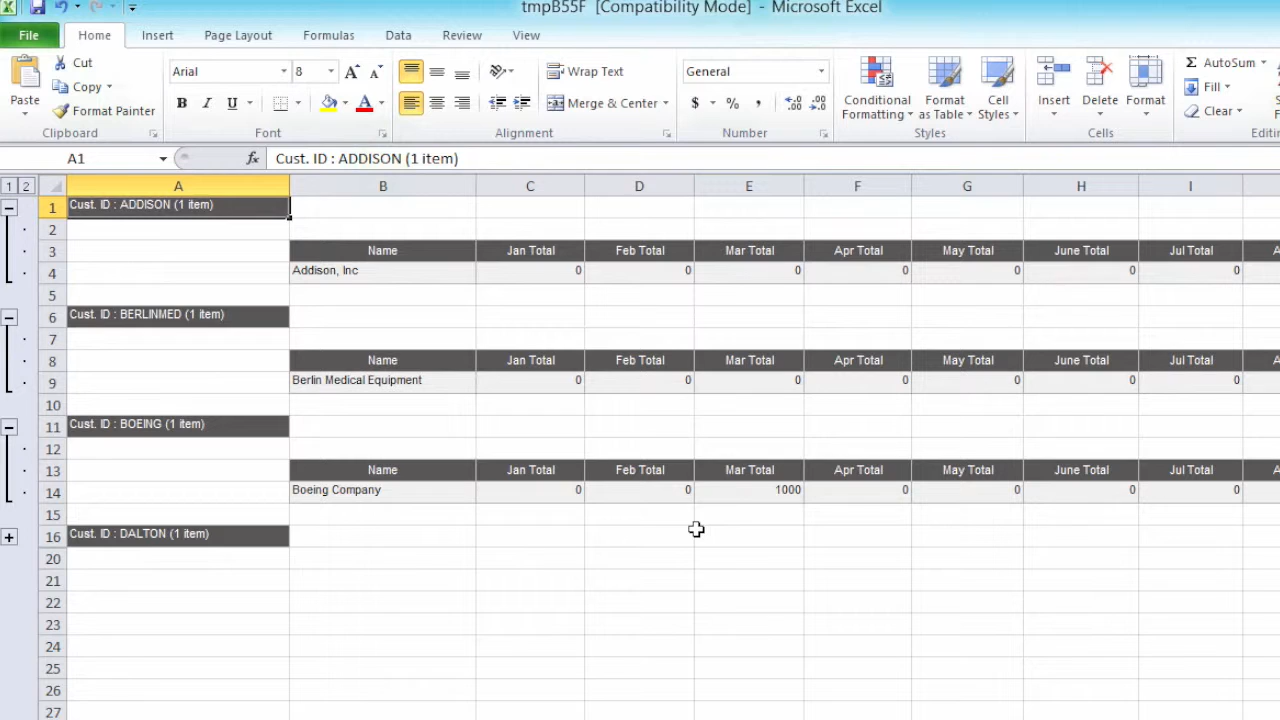 tmpB55F [Compatibility Mode] - Microsoft Excel
File Home Insert Page Layout Formulas Data Review View
Paste
Cut
Copy
Format Painter
Clipboard
Arial 8
B I U A
Font
Wrap Text
Merge & Center
Alignment
General
$ % ,
Number
Conditional Formatting
Format as Table
Cell Styles
Styles
Insert Delete Format
Cells
Σ AutoSum
Fill
Clear
Editin
A1 fx Cust. ID : ADDISON (1 item)
1 2 A B C D E F G H I
1 Cust. ID : ADDISON (1 item)
2
3 Name Jan Total Feb Total Mar Total Apr Total May Total June Total Jul Total A
4 Addison, Inc 0 0 0 0 0 0 0
5
6 Cust. ID : BERLINMED (1 item)
7
8 Name Jan Total Feb Total Mar Total Apr Total May Total June Total Jul Total A
9 Berlin Medical Equipment 0 0 0 0 0 0 0
10
11 Cust. ID : BOEING (1 item)
12
13 Name Jan Total Feb Total Mar Total Apr Total May Total June Total Jul Total A
14 Boeing Company 0 0 1000 0 0 0 0
15
16 Cust. ID : DALTON (1 item)
20
21
22
23
24
25
26
27